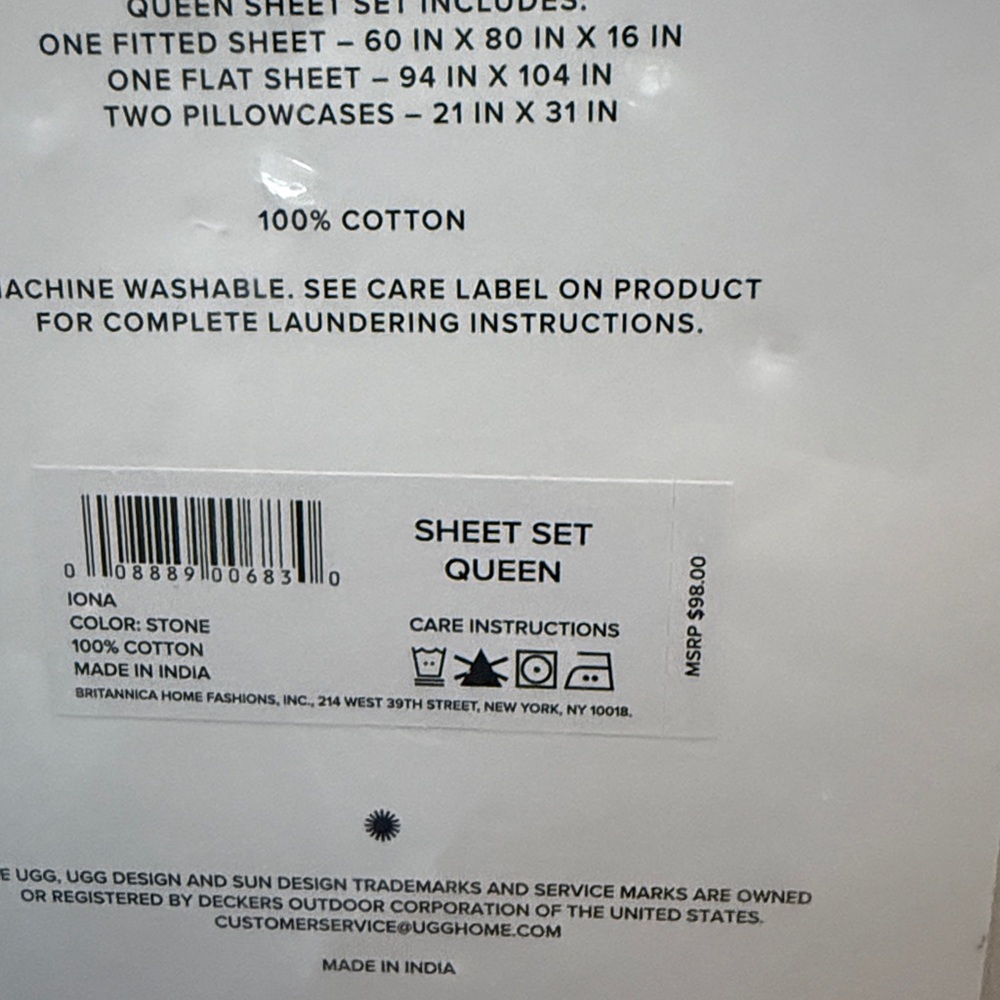 QUEEN SHEET SET INCLUDES:
ONE FITTED SHEET – 60 IN X 80 IN X 16 IN
ONE FLAT SHEET – 94 IN X 104 IN
TWO PILLOWCASES – 21 IN X 31 IN
100% COTTON
MACHINE WASHABLE. SEE CARE LABEL ON PRODUCT
FOR COMPLETE LAUNDERING INSTRUCTIONS.
0 08889 00683 0
IONA
COLOR: STONE
100% COTTON
MADE IN INDIA
BRITANNICA HOME FASHIONS, INC., 214 WEST 39TH STREET, NEW YORK, NY 10018.
SHEET SET
QUEEN
CARE INSTRUCTIONS
MSRP $98.00
E UGG, UGG DESIGN AND SUN DESIGN TRADEMARKS AND SERVICE MARKS ARE OWNED
OR REGISTERED BY DECKERS OUTDOOR CORPORATION OF THE UNITED STATES.
CUSTOMERSERVICE@UGGHOME.COM
MADE IN INDIA